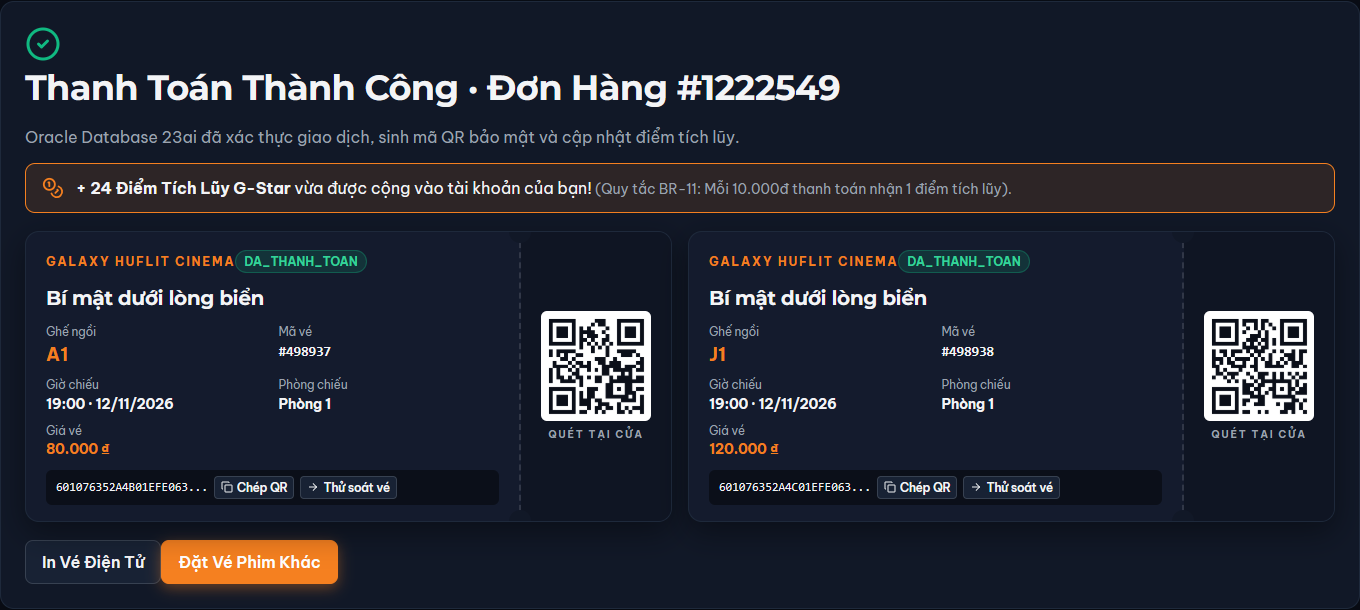 Thanh Toán Thành Công · Đơn Hàng #1222549
Oracle Database 23ai đã xác thực giao dịch, sinh mã QR bảo mật và cập nhật điểm tích lũy.
+ 24 Điểm Tích Lũy G-Star vừa được cộng vào tài khoản của bạn! (Quy tắc BR-11: Mỗi 10.000đ thanh toán nhận 1 điểm tích lũy).
GALAXY HUFLIT CINEMA DA_THANH_TOAN
Bí mật dưới lòng biển
Ghế ngồi Mã vé
A1 #498937
Giờ chiếu Phòng chiếu
19:00 · 12/11/2026 Phòng 1
Giá vé
80.000 ₫
601076352A4B01EFE063... Chép QR → Thử soát vé
QUÉT TẠI CỬA
GALAXY HUFLIT CINEMA DA_THANH_TOAN
Bí mật dưới lòng biển
Ghế ngồi Mã vé
J1 #498938
Giờ chiếu Phòng chiếu
19:00 · 12/11/2026 Phòng 1
Giá vé
120.000 ₫
601076352A4C01EFE063... Chép QR → Thử soát vé
QUÉT TẠI CỬA
In Vé Điện Tử Đặt Vé Phim Khác